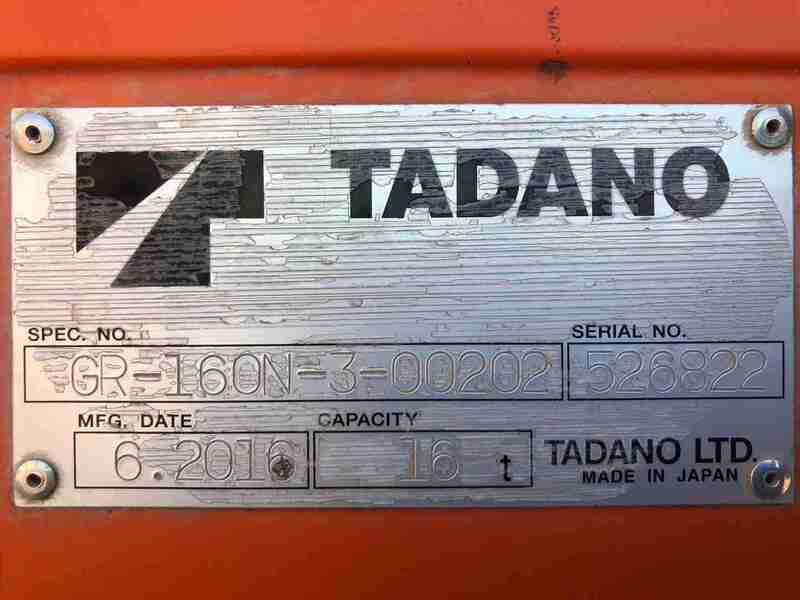 TADANO
SPEC. NO.
SERIAL NO.
GR-160N-3-00202
526822
MFG. DATE
CAPACITY
6.2016
16 t
TADANO LTD.
MADE IN JAPAN